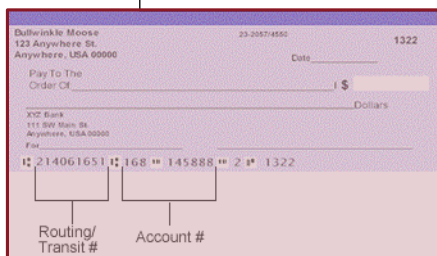 Bullwinkle Moose 23-2057/4550 1322
123 Anywhere St.
Anywhere, USA 00000 Date
Pay To The
Order Of $
Dollars
XYZ Bank
111 SW Main St.
Anywhere, USA 00000
For
⑆214061651⑆ 168⑈145888⑈ 2⑈ 1322
Routing/ Account #
Transit #